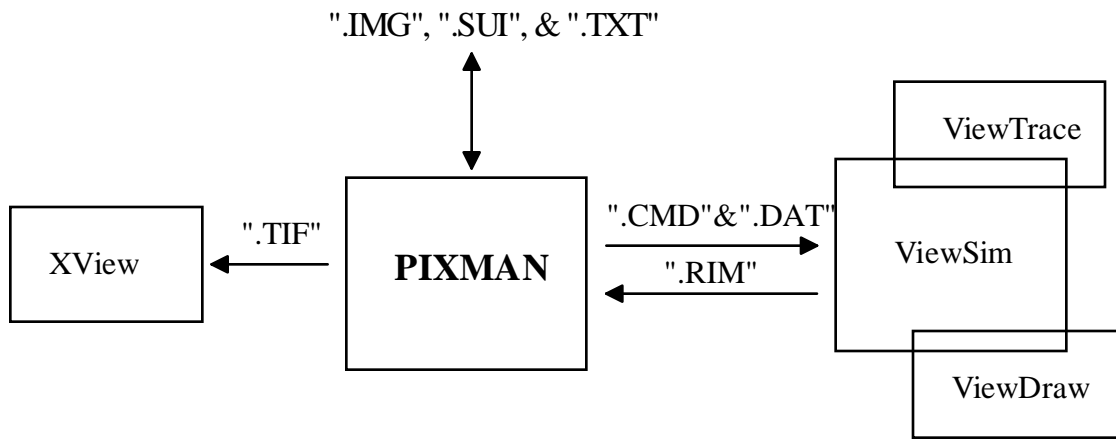 ".IMG", ".SUI", & ".TXT"
ViewTrace
".CMD"&".DAT"
".TIF"
XView
PIXMAN
ViewSim
".RIM"
ViewDraw